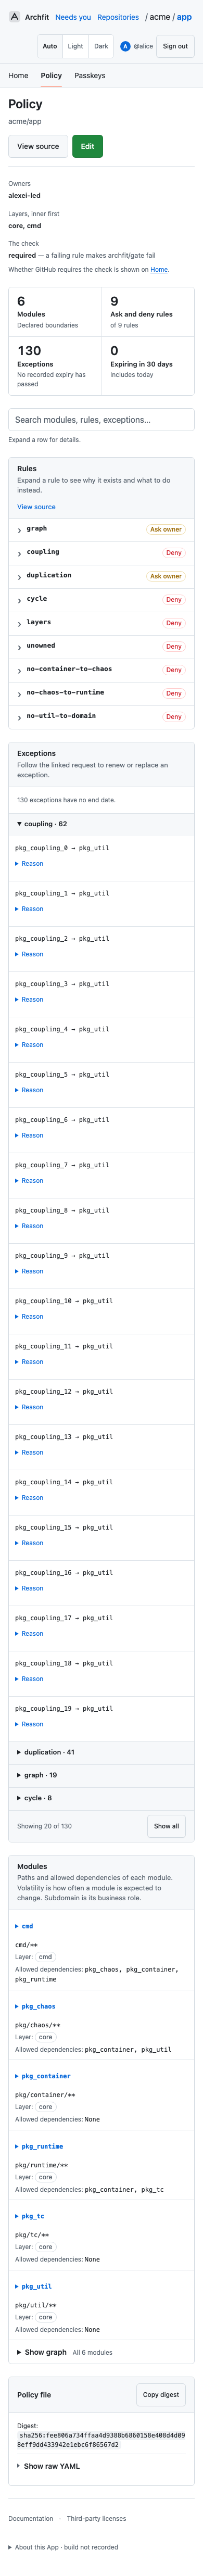 Archfit Needs you Repositories / acme / app
Auto Light Dark A @alice Sign out
Home Policy Passkeys
Policy
acme/app
View source Edit
Owners
alexei-led
Layers, inner first
core, cmd
The check
required — a failing rule makes archfit/gate fail
Whether GitHub requires the check is shown on Home.
6 9
Modules Ask and deny rules
Declared boundaries of 9 rules
130 0
Exceptions Expiring in 30 days
No recorded expiry has Includes today
passed
Search modules, rules, exceptions...
Expand a row for details.
Rules
Expand a rule to see why it exists and what to do
instead.
View source
graph Ask owner
coupling Deny
duplication Ask owner
cycle Deny
layers Deny
unowned Deny
no-container-to-chaos Deny
no-chaos-to-runtime Deny
no-util-to-domain Deny
Exceptions
Follow the linked request to renew or replace an
exception.
130 exceptions have no end date.
▼ coupling · 62
pkg_coupling_0 → pkg_util
▶ Reason
pkg_coupling_1 → pkg_util
▶ Reason
pkg_coupling_2 → pkg_util
▶ Reason
pkg_coupling_3 → pkg_util
▶ Reason
pkg_coupling_4 → pkg_util
▶ Reason
pkg_coupling_5 → pkg_util
▶ Reason
pkg_coupling_6 → pkg_util
▶ Reason
pkg_coupling_7 → pkg_util
▶ Reason
pkg_coupling_8 → pkg_util
▶ Reason
pkg_coupling_9 → pkg_util
▶ Reason
pkg_coupling_10 → pkg_util
▶ Reason
pkg_coupling_11 → pkg_util
▶ Reason
pkg_coupling_12 → pkg_util
▶ Reason
pkg_coupling_13 → pkg_util
▶ Reason
pkg_coupling_14 → pkg_util
▶ Reason
pkg_coupling_15 → pkg_util
▶ Reason
pkg_coupling_16 → pkg_util
▶ Reason
pkg_coupling_17 → pkg_util
▶ Reason
pkg_coupling_18 → pkg_util
▶ Reason
pkg_coupling_19 → pkg_util
▶ Reason
▶ duplication · 41
▶ graph · 19
▶ cycle · 8
Showing 20 of 130 Show all
Modules
Paths and allowed dependencies of each module.
Volatility is how often a module is expected to
change. Subdomain is its business role.
▶ cmd
cmd/**
Layer: cmd
Allowed dependencies: pkg_chaos, pkg_container,
pkg_runtime
▶ pkg_chaos
pkg/chaos/**
Layer: core
Allowed dependencies: pkg_container, pkg_util
▶ pkg_container
pkg/container/**
Layer: core
Allowed dependencies: None
▶ pkg_runtime
pkg/runtime/**
Layer: core
Allowed dependencies: pkg_container, pkg_tc
▶ pkg_tc
pkg/tc/**
Layer: core
Allowed dependencies: None
▶ pkg_util
pkg/util/**
Layer: core
Allowed dependencies: None
▶ Show graph All 6 modules
Policy file Copy digest
Digest:
sha256:fee806a734ffaa4d9388b6860158e408d4d09
8eff9dd433942e1ebc6f86567d2
▶ Show raw YAML
Documentation · Third-party licenses
▶ About this App · build not recorded